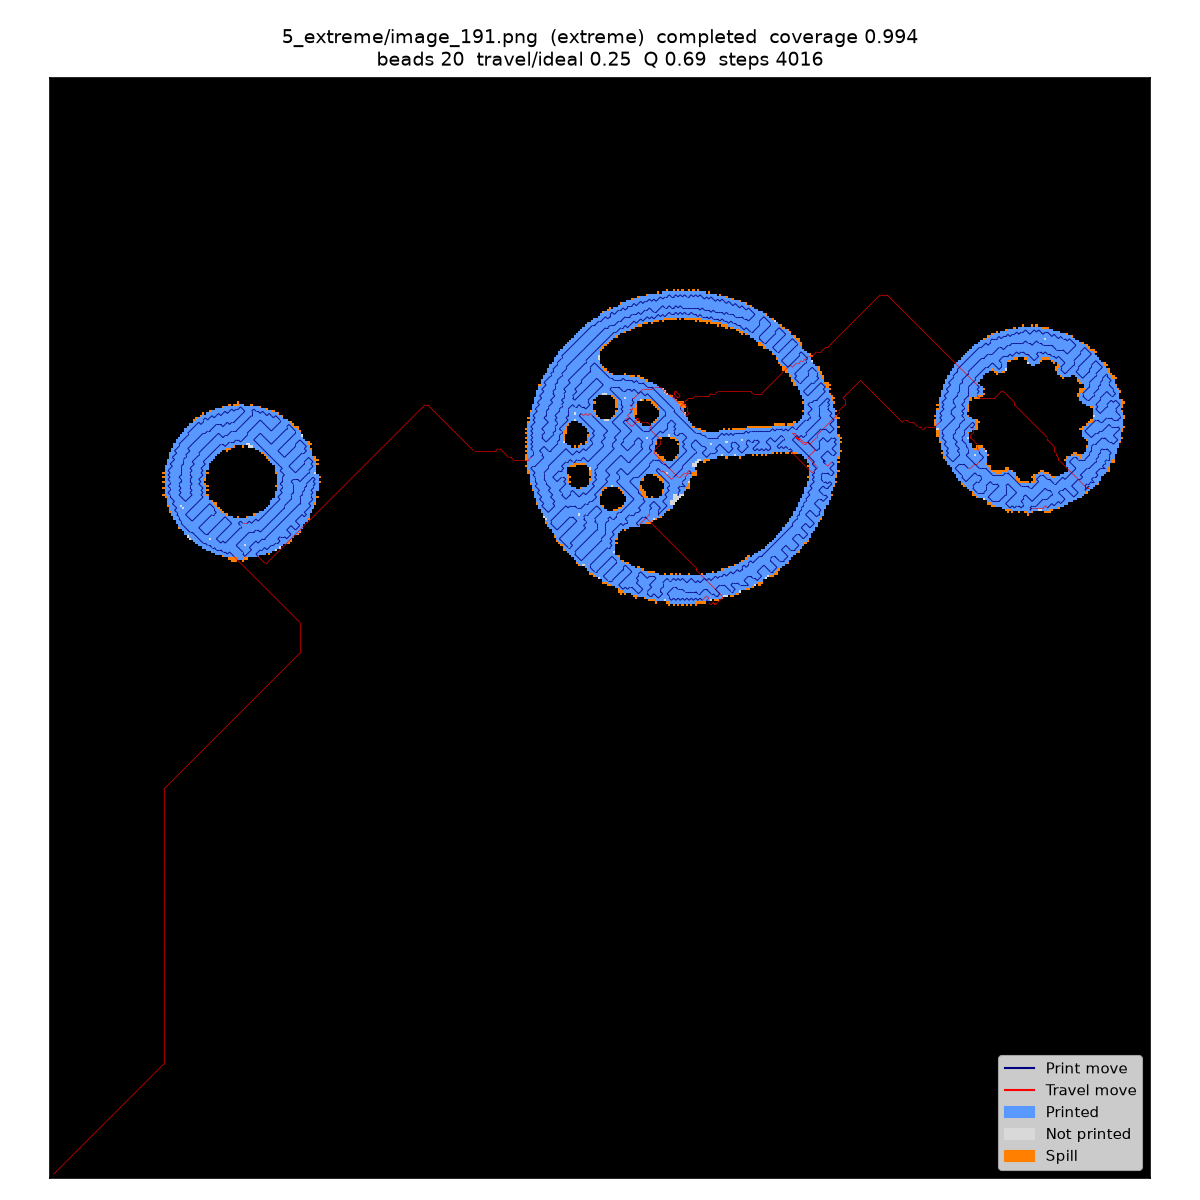 5_extreme/image_191.png  (extreme)  completed  coverage 0.994
beads 20  travel/ideal 0.25  Q 0.69  steps 4016
Print move
Travel move
Printed
Not printed
Spill